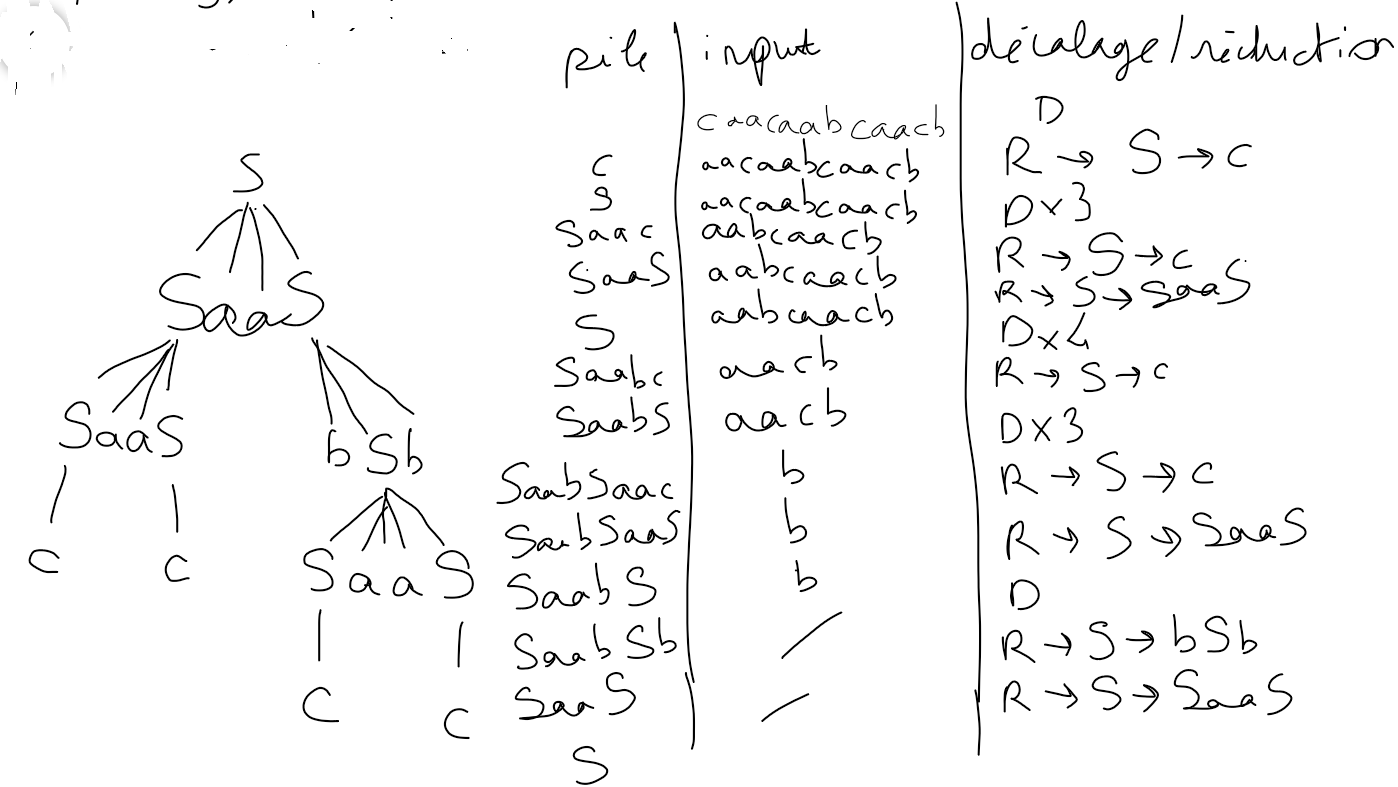 pile input décalage/réduction
caacaabcaacb D
c aacaabcaacb R → S → c
S aacaabcaacb D×3
Saac aabcaacb R → S → c
SaaS aabcaacb R → S → SaaS
S aabcaacb D×4
Saabc aacb R → S → c
SaabS aacb D×3
SaabSaac b R → S → c
SaabSaaS b R → S → SaaS
SaabS b D
SaabSb / R → S → bSb
SaaS / R → S → SaaS
S
S
SaaS
SaaS bSb
c c SaaS
c c